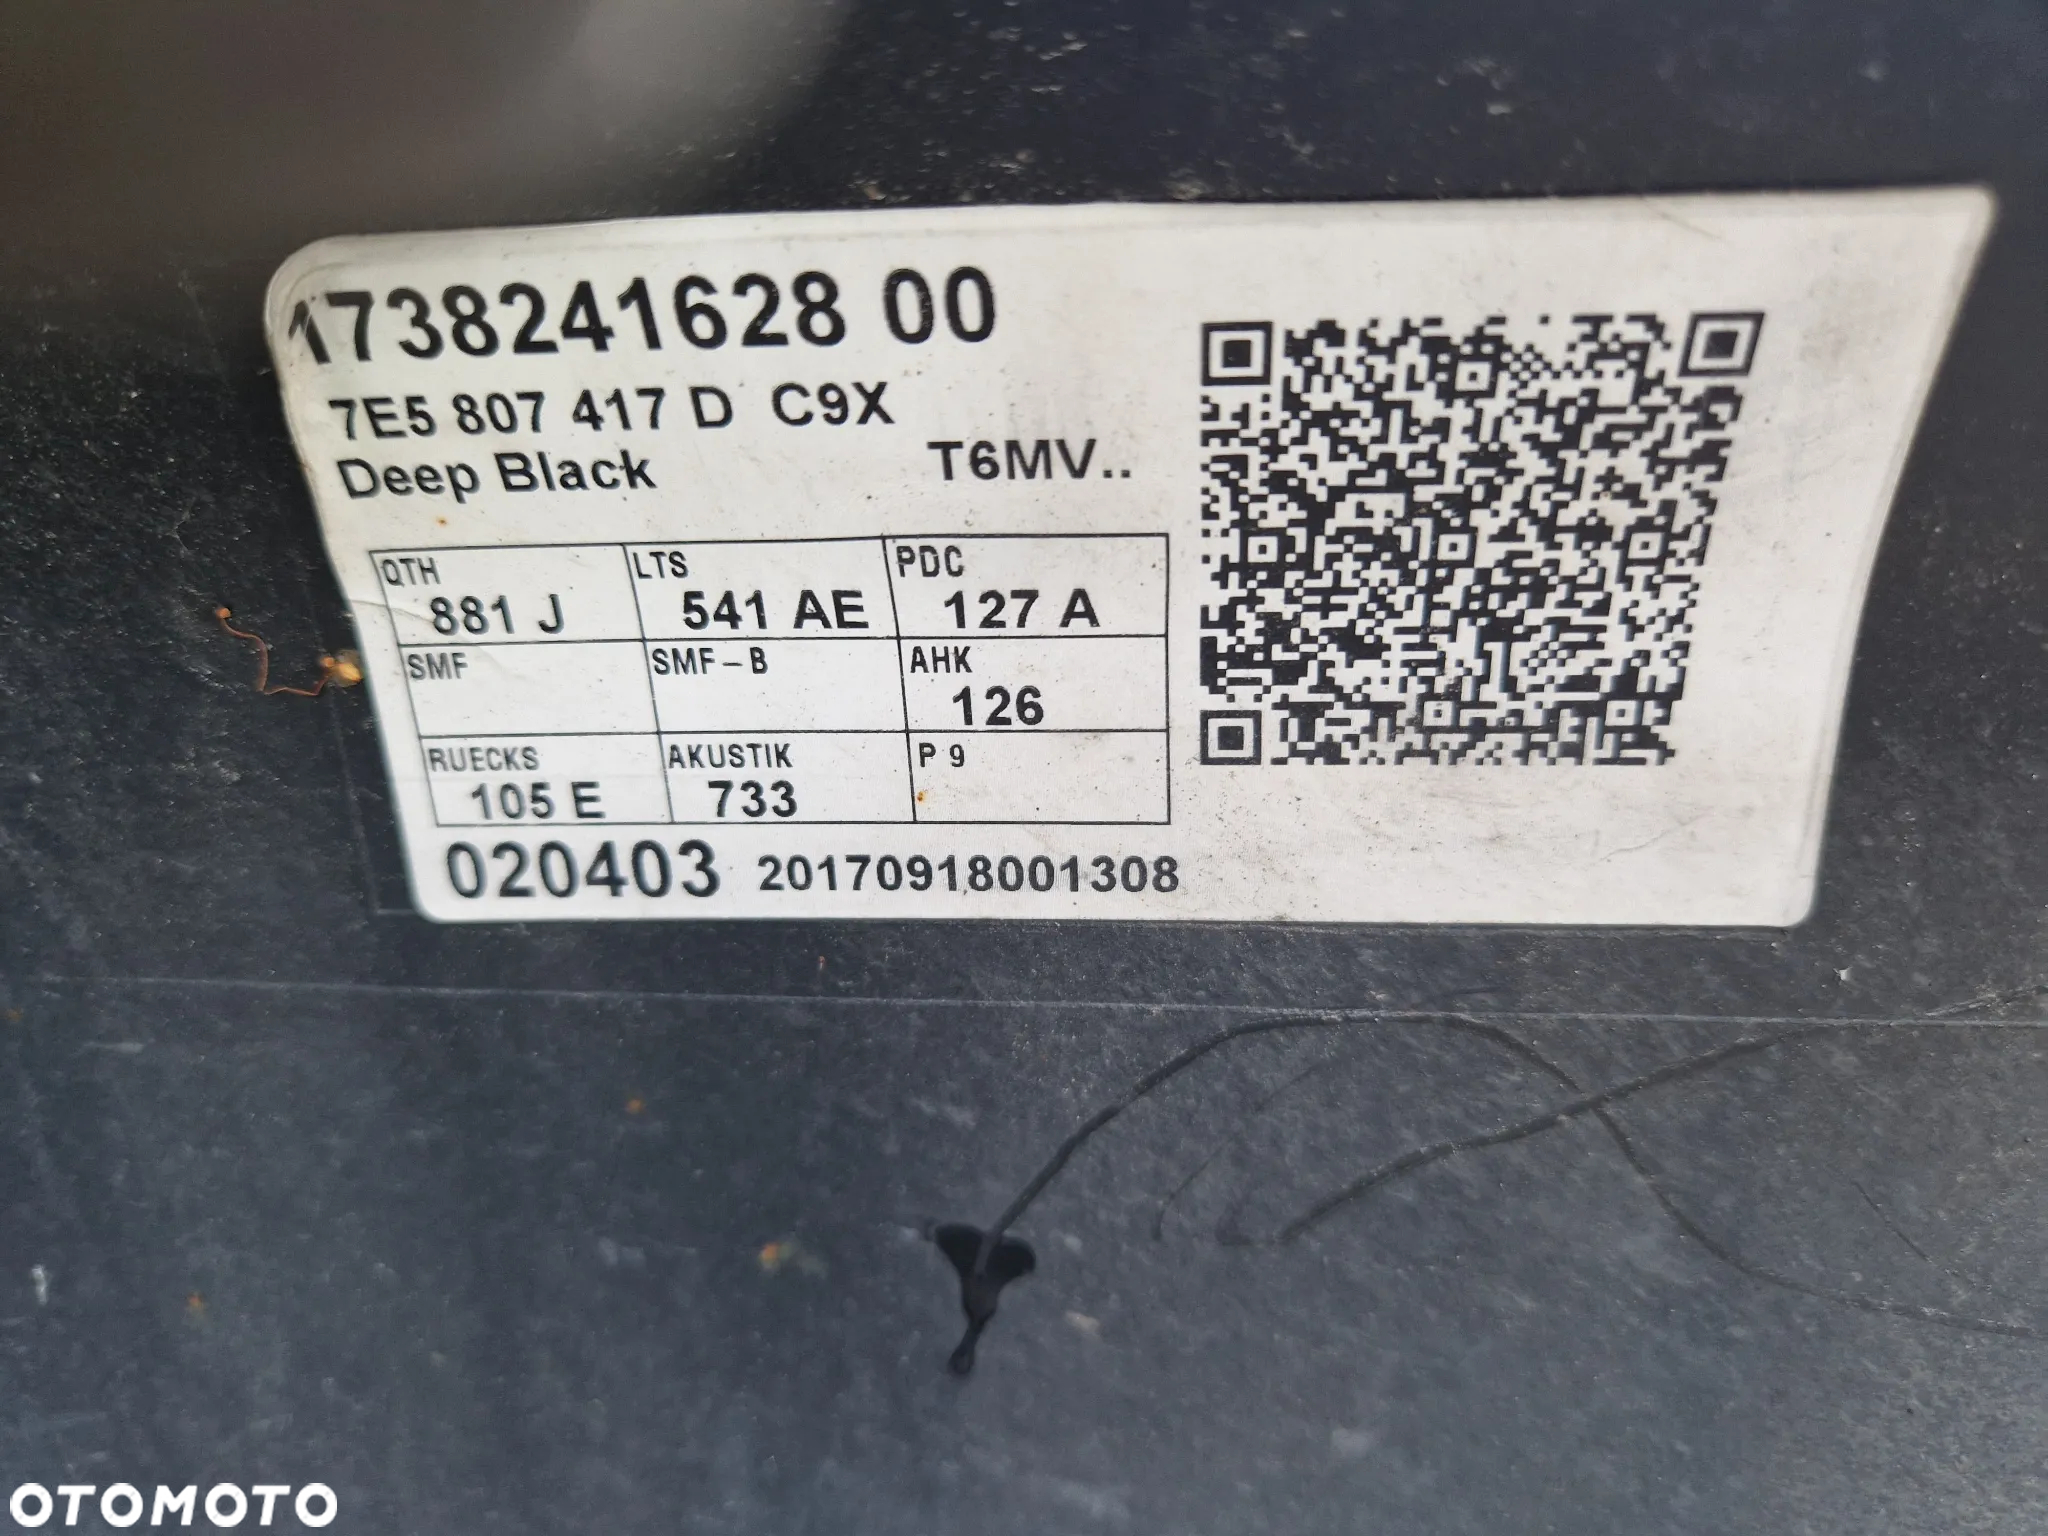 1738241628 00
7E5 807 417 D C9X
Deep Black T6MV..
QTH LTS PDC
881 J 541 AE 127 A
SMF SMF-B AHK
126
RUECKS AKUSTIK P 9
105 E 733
020403 20170918001308
OTOMOTO